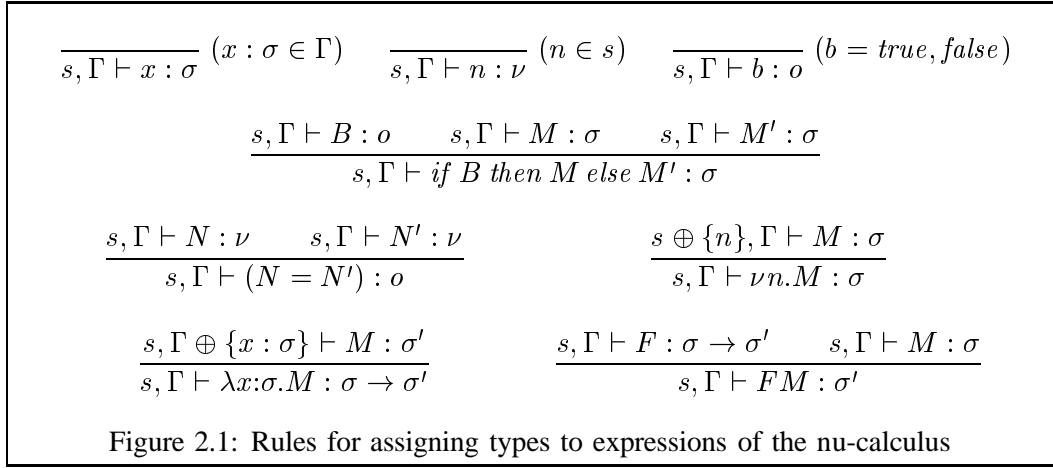 s, Γ ⊢ x : σ (x : σ ∈ Γ) s, Γ ⊢ n : ν (n ∈ s) s, Γ ⊢ b : o (b = true, false)
s, Γ ⊢ B : o s, Γ ⊢ M : σ s, Γ ⊢ M′ : σ
s, Γ ⊢ if B then M else M′ : σ
s, Γ ⊢ N : ν s, Γ ⊢ N′ : ν s ⊕ {n}, Γ ⊢ M : σ
s, Γ ⊢ (N = N′) : o s, Γ ⊢ νn.M : σ
s, Γ ⊕ {x : σ} ⊢ M : σ′ s, Γ ⊢ F : σ → σ′ s, Γ ⊢ M : σ
s, Γ ⊢ λx:σ.M : σ → σ′ s, Γ ⊢ FM : σ′
Figure 2.1: Rules for assigning types to expressions of the nu-calculus